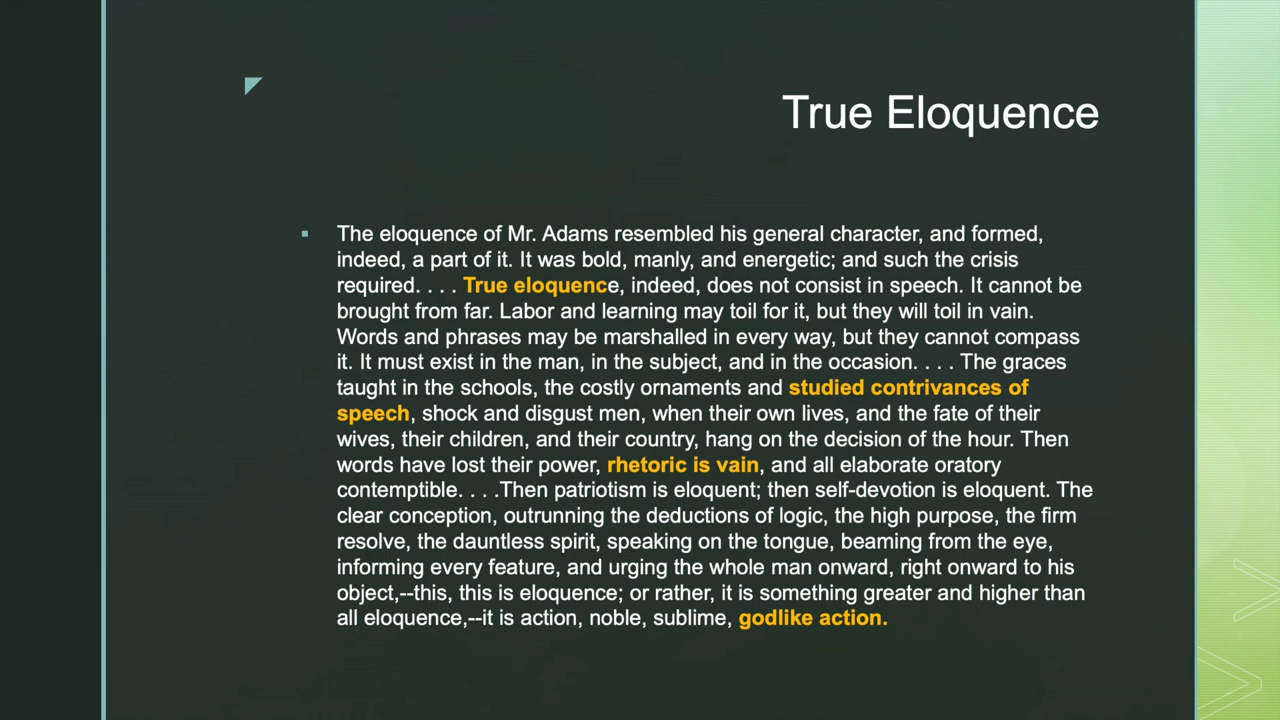 True Eloquence
The eloquence of Mr. Adams resembled his general character, and formed,
indeed, a part of it. It was bold, manly, and energetic; and such the crisis
required. . . . True eloquence, indeed, does not consist in speech. It cannot be
brought from far. Labor and learning may toil for it, but they will toil in vain.
Words and phrases may be marshalled in every way, but they cannot compass
it. It must exist in the man, in the subject, and in the occasion. . . . The graces
taught in the schools, the costly ornaments and studied contrivances of
speech, shock and disgust men, when their own lives, and the fate of their
wives, their children, and their country, hang on the decision of the hour. Then
words have lost their power, rhetoric is vain, and all elaborate oratory
contemptible. . . .Then patriotism is eloquent; then self-devotion is eloquent. The
clear conception, outrunning the deductions of logic, the high purpose, the firm
resolve, the dauntless spirit, speaking on the tongue, beaming from the eye,
informing every feature, and urging the whole man onward, right onward to his
object,--this, this is eloquence; or rather, it is something greater and higher than
all eloquence,--it is action, noble, sublime, godlike action.